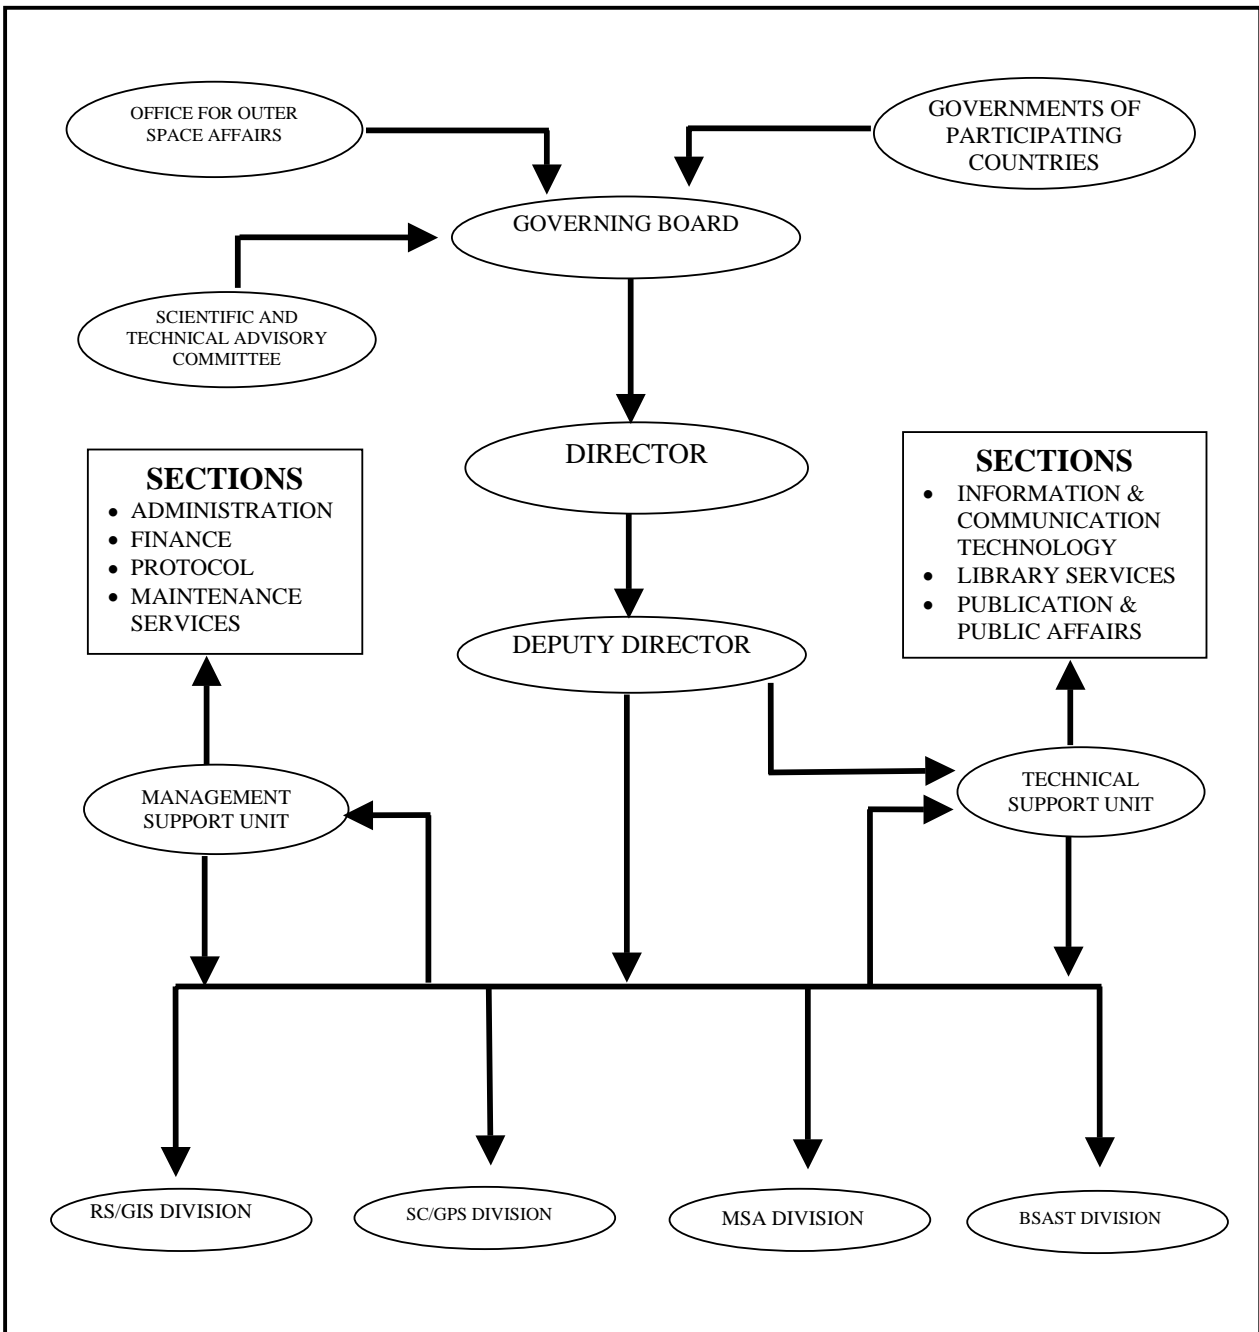 OFFICE FOR OUTER
SPACE AFFAIRS
GOVERNMENTS OF
PARTICIPATING
COUNTRIES
GOVERNING BOARD
SCIENTIFIC AND
TECHNICAL ADVISORY
COMMITTEE
DIRECTOR
SECTIONS
• ADMINISTRATION
• FINANCE
• PROTOCOL
• MAINTENANCE
SERVICES
SECTIONS
• INFORMATION &
COMMUNICATION
TECHNOLOGY
• LIBRARY SERVICES
• PUBLICATION &
PUBLIC AFFAIRS
DEPUTY DIRECTOR
MANAGEMENT
SUPPORT UNIT
TECHNICAL
SUPPORT UNIT
RS/GIS DIVISION
SC/GPS DIVISION
MSA DIVISION
BSAST DIVISION